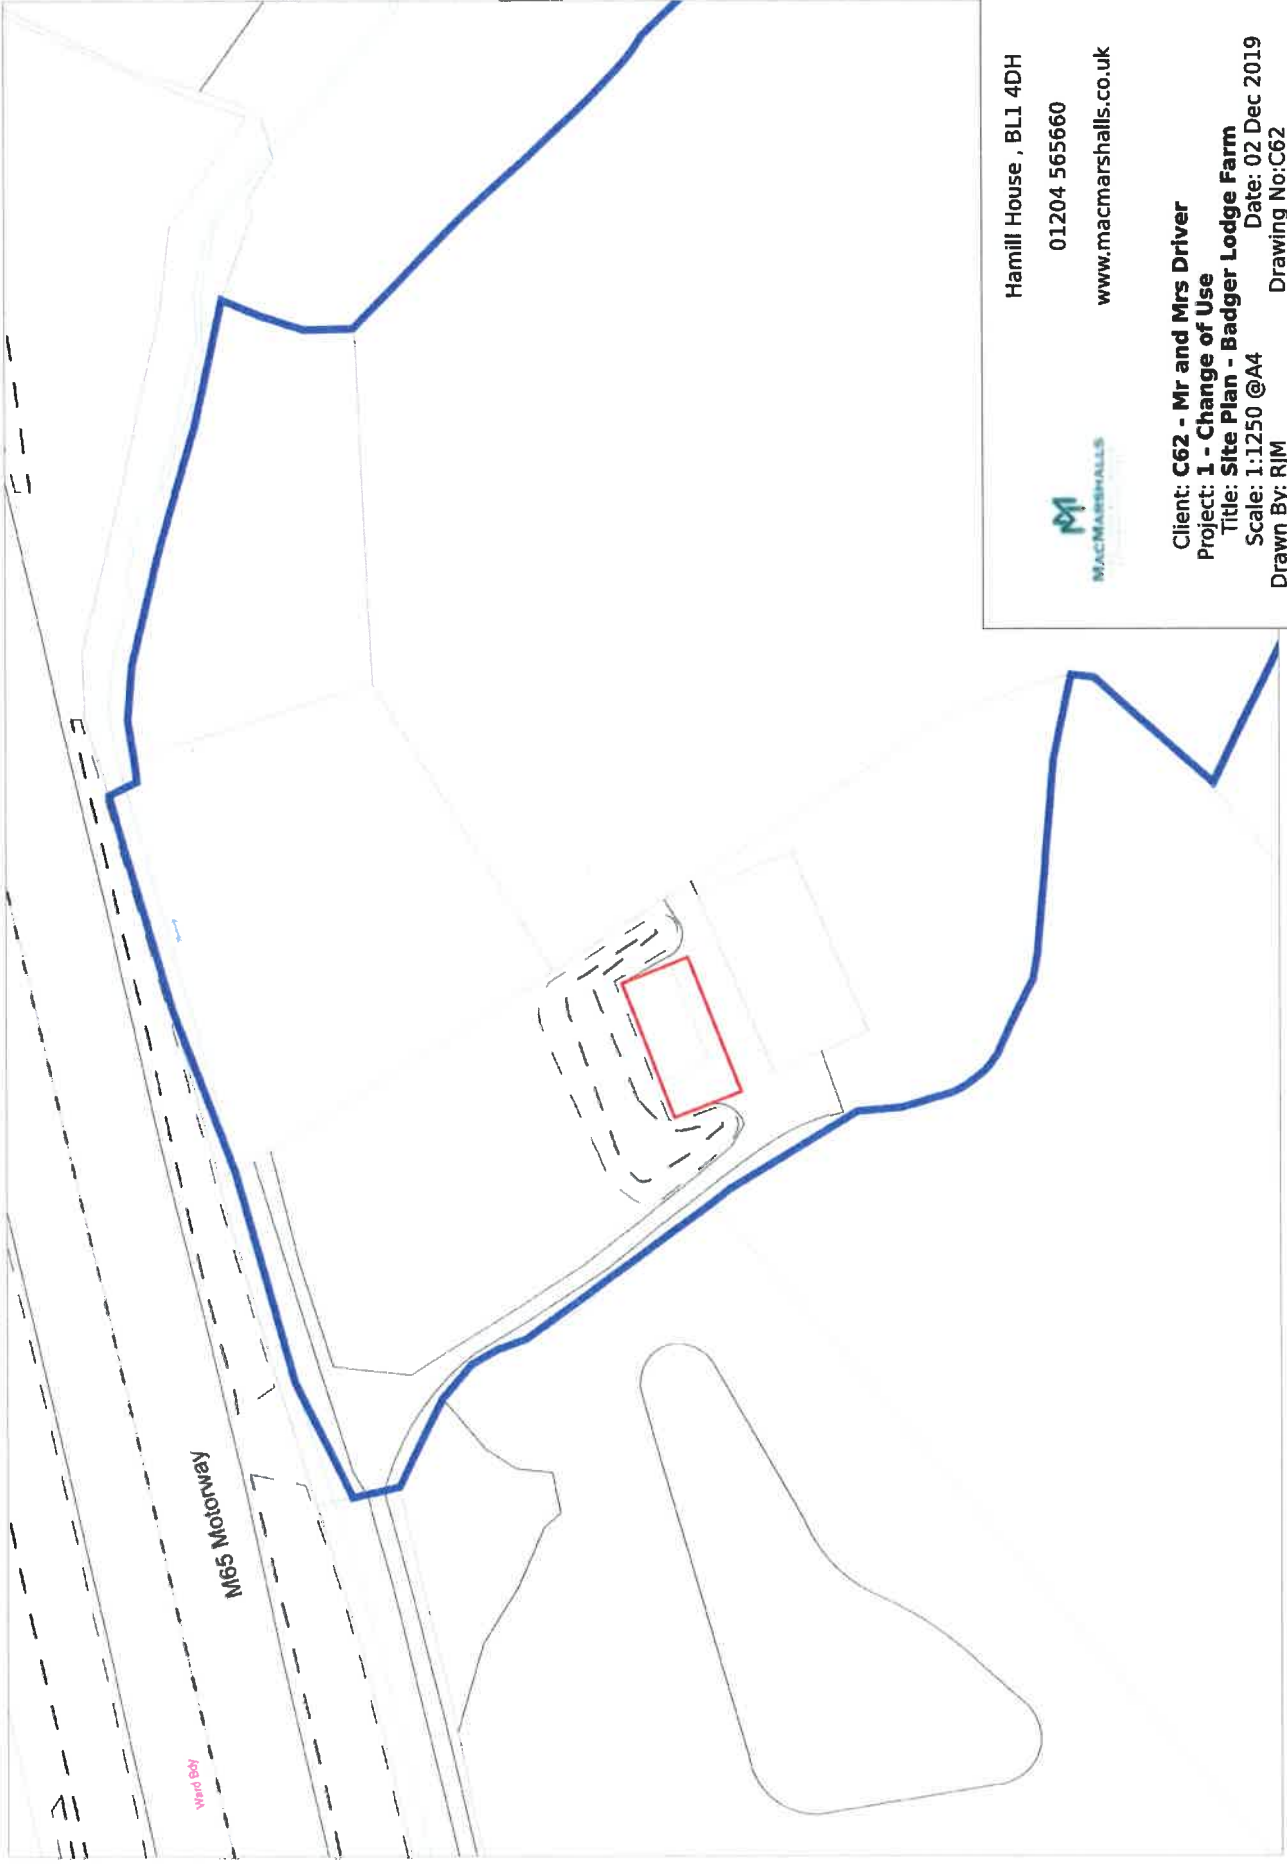 Hamill House , BL1 4DH
01204 565660
www.macmarshalls.co.uk
MACMARSHALLS
Client: C62 - Mr and Mrs Driver
Project: 1 - Change of Use
Title: Site Plan - Badger Lodge Farm
Scale: 1:1250 @A4 Date: 02 Dec 2019
Drawn By: RJM Drawing No:C62
M65 Motorway
Ward Bdy